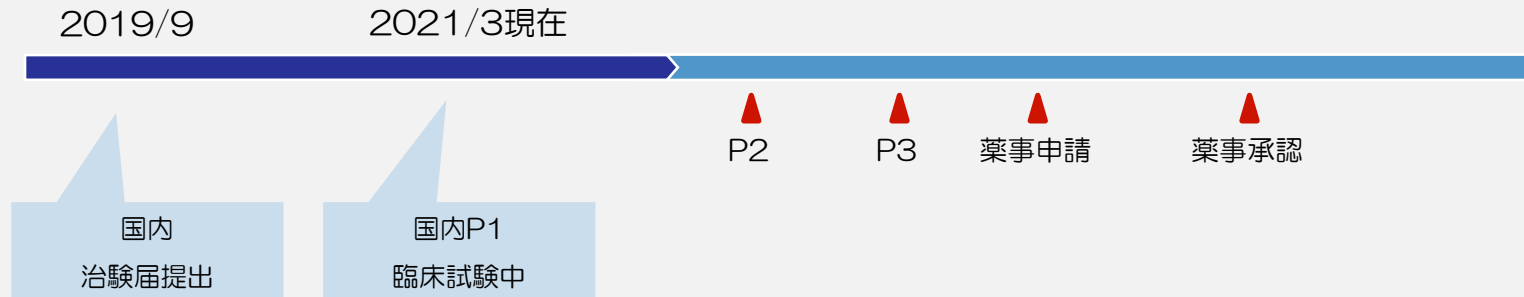 2019/9
2021/3現在
P2
P3
薬事申請
薬事承認
国内
治験届提出
国内P1
臨床試験中